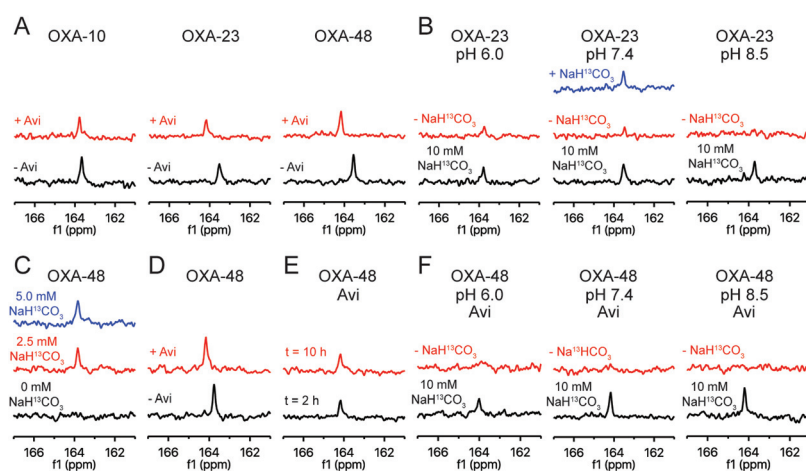 A
OXA-10
OXA-23
OXA-48
+ Avi
+ Avi
+ Avi
- Avi
- Avi
- Avi
166 164 162
f1 (ppm)
166 164 162
f1 (ppm)
166 164 162
f1 (ppm)
B
OXA-23
pH 6.0
OXA-23
pH 7.4
OXA-23
pH 8.5
+ NaH¹³CO₃
- NaH¹³CO₃
- NaH¹³CO₃
- NaH¹³CO₃
10 mM
NaH¹³CO₃
10 mM
NaH¹³CO₃
10 mM
NaH¹³CO₃
166 164 162
f1 (ppm)
166 164 162
f1 (ppm)
166 164 162
f1 (ppm)
C
OXA-48
5.0 mM
NaH¹³CO₃
2.5 mM
NaH¹³CO₃
0 mM
NaH¹³CO₃
166 164 162
f1 (ppm)
D
OXA-48
+ Avi
- Avi
166 164 162
f1 (ppm)
E
OXA-48
Avi
t = 10 h
t = 2 h
166 164 162
f1 (ppm)
F
OXA-48
pH 6.0
Avi
OXA-48
pH 7.4
Avi
OXA-48
pH 8.5
Avi
- NaH¹³CO₃
- Na¹³HCO₃
- NaH¹³CO₃
10 mM
NaH¹³CO₃
10 mM
NaH¹³CO₃
10 mM
NaH¹³CO₃
166 164 162
f1 (ppm)
166 164 162
f1 (ppm)
166 164 162
f1 (ppm)